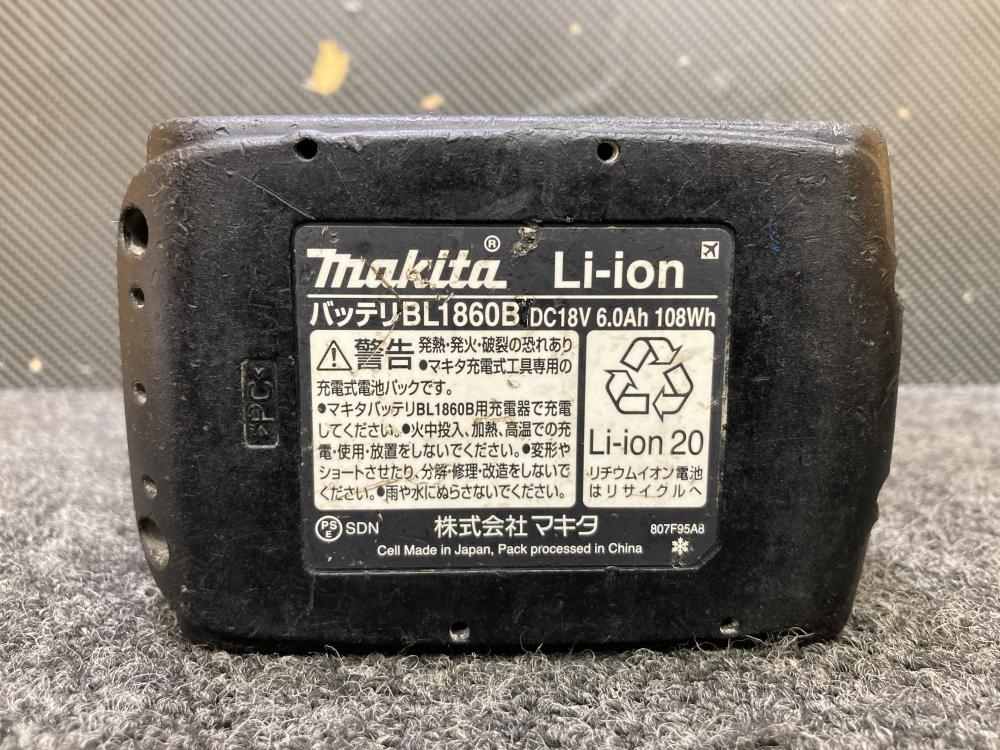 makita® Li-ion
バッテリBL1860B DC18V 6.0Ah 108Wh
警告 発熱・発火・破裂の恐れあり
●マキタ充電式工具専用の
充電式電池パックです。
●マキタバッテリBL1860B用充電器で充電
してください。●火中投入、加熱、高温での充
電・使用・放置をしないでください。●変形や
ショートさせたり、分解・修理・改造をしないで
ください。●雨や水にぬらさないでください。
Li-ion 20
リチウムイオン電池
はリサイクルへ
PS
E SDN 株式会社マキタ 807F95A8
Cell Made in Japan, Pack processed in China
>PC<